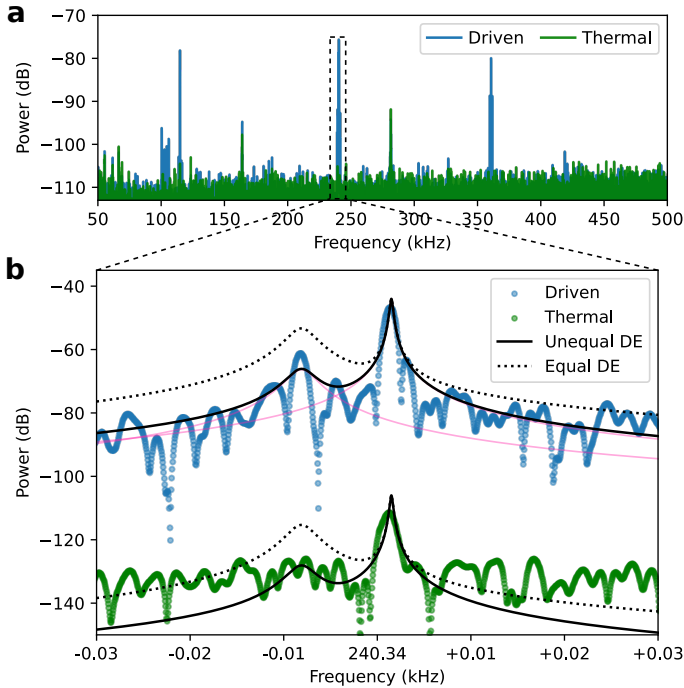 a
−70
−80
−90
−100
−110
Power (dB)
Driven
Thermal
50
100
150
200
250
300
350
400
450
500
Frequency (kHz)
b
−40
−60
−80
−100
−120
−140
Power (dB)
Driven
Thermal
Unequal DE
Equal DE
-0.03
-0.02
-0.01
240.34
+0.01
+0.02
+0.03
Frequency (kHz)